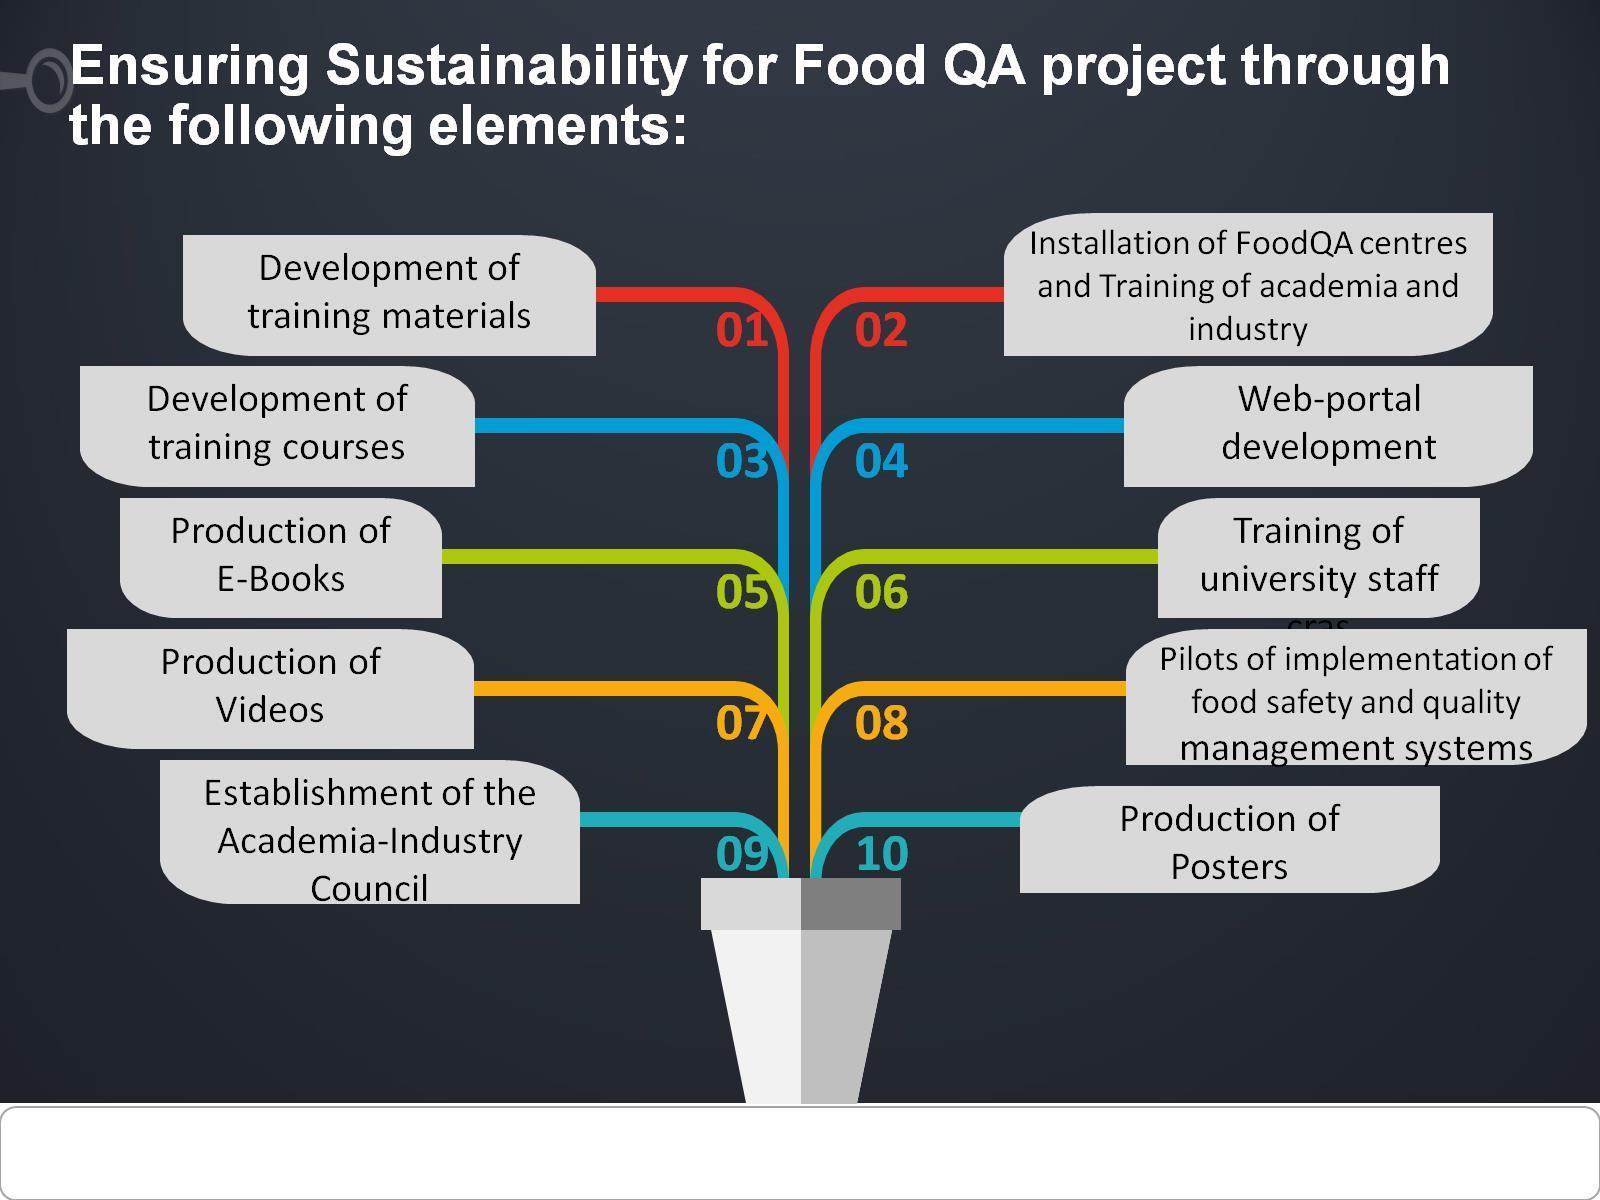 Ensuring Sustainability for Food QA project through
the following elements:
Development of
training materials
01
02
Installation of FoodQA centres
and Training of academia and
industry
Development of
training courses
03
04
Web-portal
development
Production of
E-Books
05
06
Training of
university staff
cras
Production of
Videos
07
08
Pilots of implementation of
food safety and quality
management systems
Establishment of the
Academia-Industry
Council
09
10
Production of
Posters